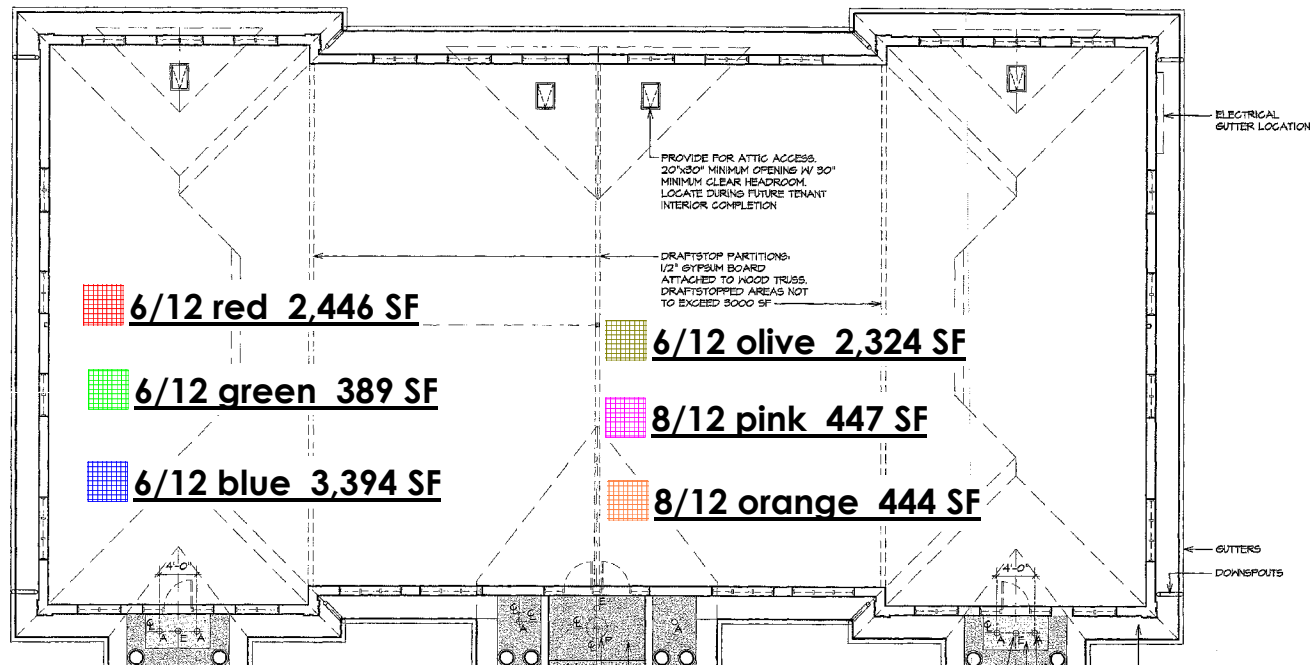 ELECTRICAL
GUTTER LOCATION
PROVIDE FOR ATTIC ACCESS.
20"x30" MINIMUM OPENING W/ 30"
MINIMUM CLEAR HEADROOM.
LOCATE DURING FUTURE TENANT
INTERIOR COMPLETION
DRAFTSTOP PARTITIONS:
1/2" GYPSUM BOARD
ATTACHED TO WOOD TRUSS.
DRAFTSTOPPED AREAS NOT
TO EXCEED 3000 SF
6/12 red 2,446 SF
6/12 olive 2,324 SF
6/12 green 389 SF
8/12 pink 447 SF
6/12 blue 3,394 SF
8/12 orange 444 SF
GUTTERS
DOWNSPOUTS
4'-0"
4'-0"
E
A E A
A
A
A E A